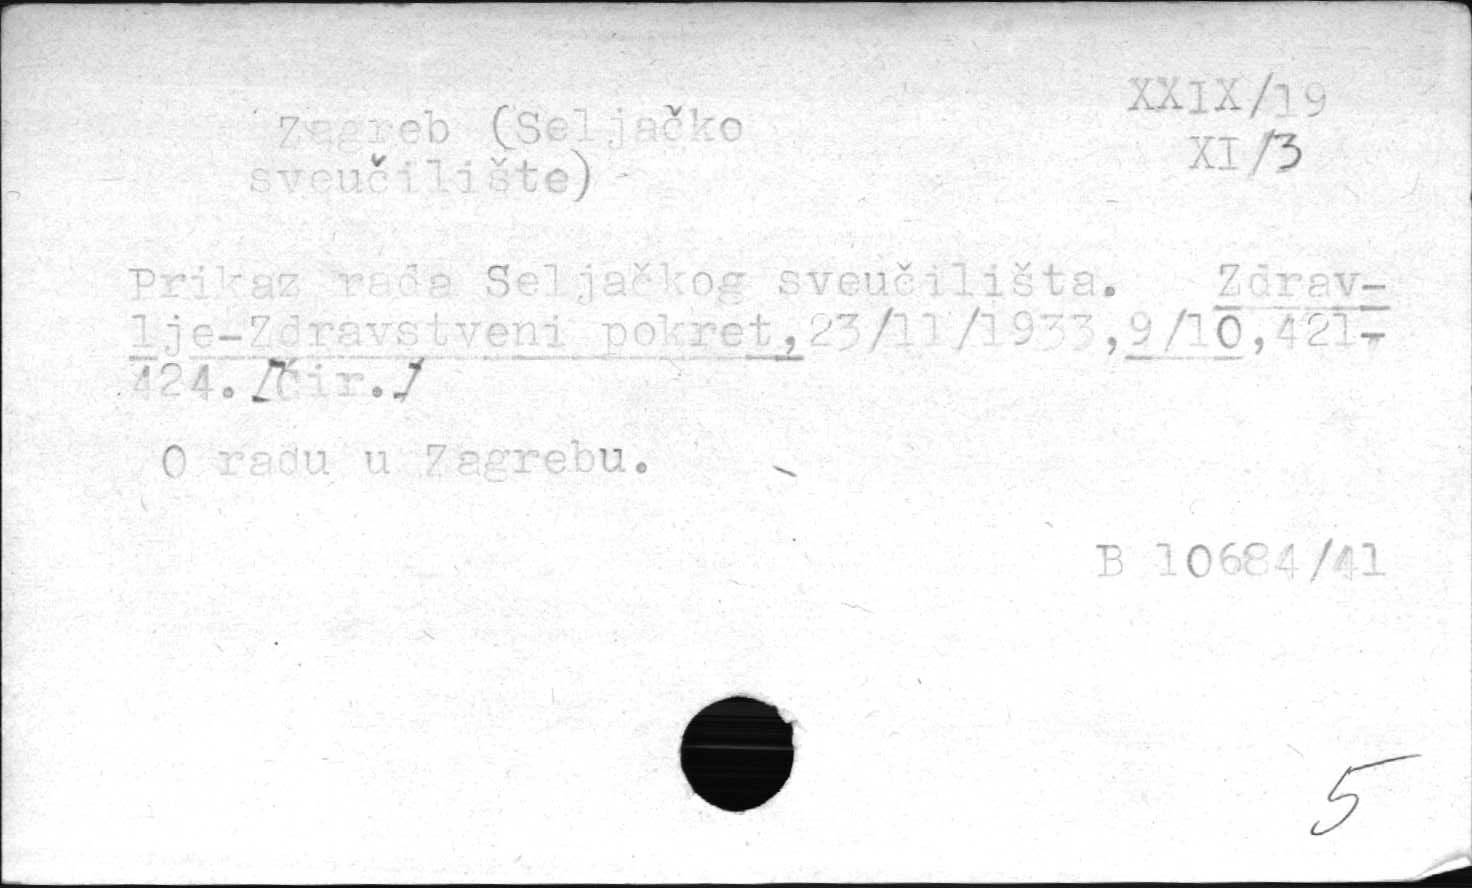 XXIX/19
Zagreb (Seljačko
XI/3
sveučilište)
Prikaz rada Seljačkog sveučilišta. Zdrav-
lje-Zdravstveni pokret,23/11/1933,9/10,421-
424.[Ćir.]
O radu u Zagrebu.
B 10684/41
5